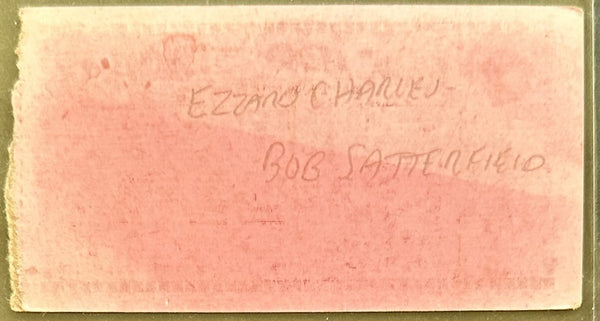 EZZARD CHARLES
BOB SATTERFIELD